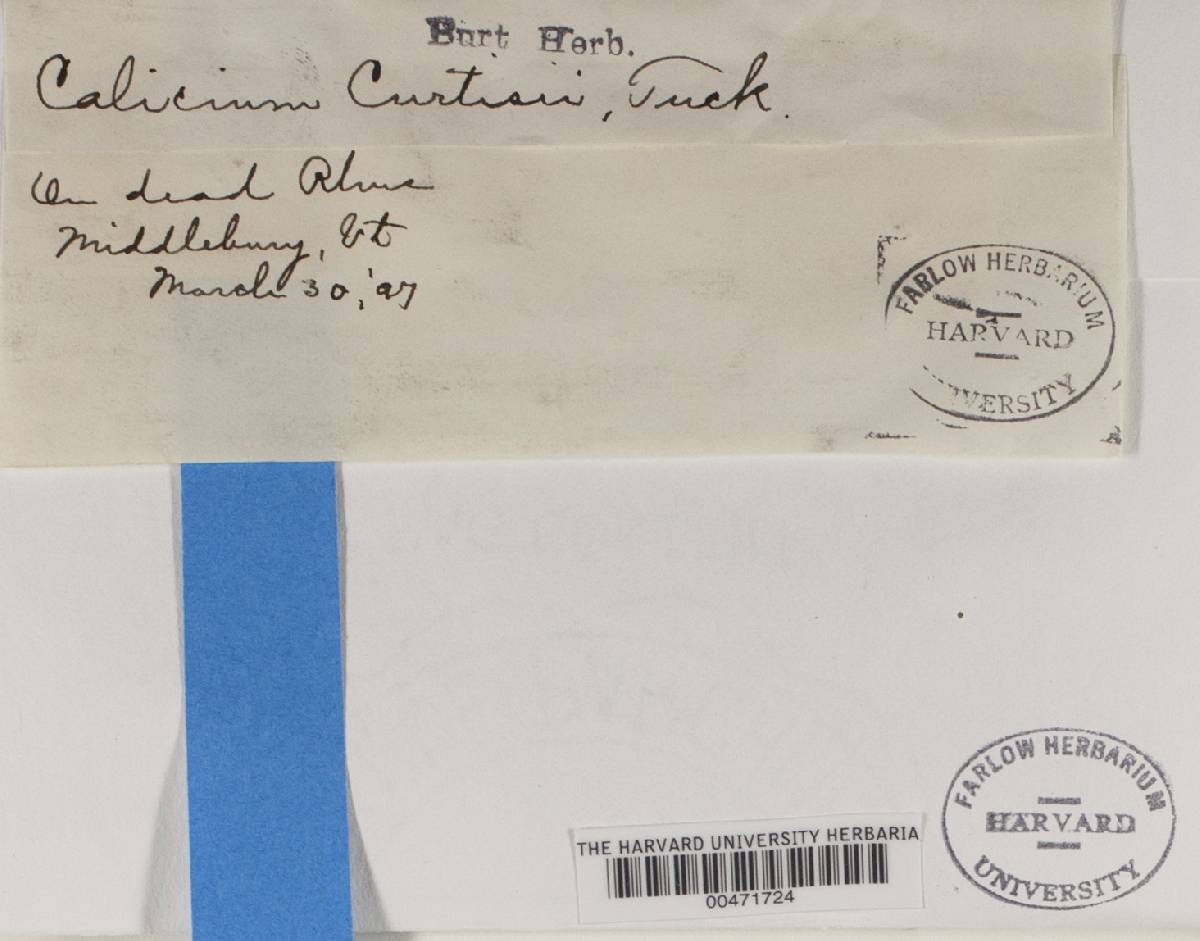 Burt Herb.
Calicium Curtisii, Tuck.
On dead Rhus
Middlebury, Vt
March 30, '97
FARLOW HERBARIUM
HARVARD
UNIVERSITY
FARLOW HERBARIUM
HARVARD
UNIVERSITY
THE HARVARD UNIVERSITY HERBARIA
00471724